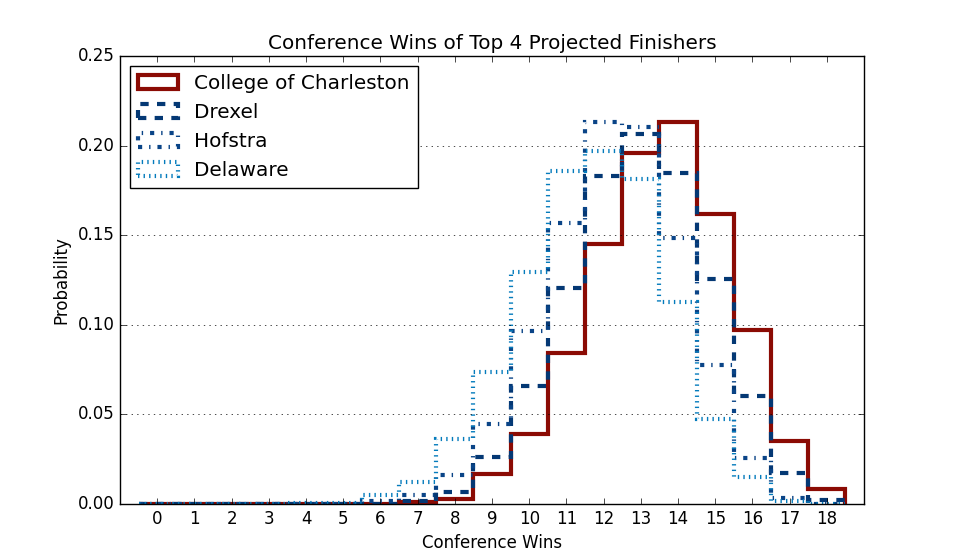 Conference Wins of Top 4 Projected Finishers
0.25
0.20
0.15
0.10
0.05
0.00
Probability
College of Charleston
Drexel
Hofstra
Delaware
0 1 2 3 4 5 6 7 8 9 10 11 12 13 14 15 16 17 18
Conference Wins